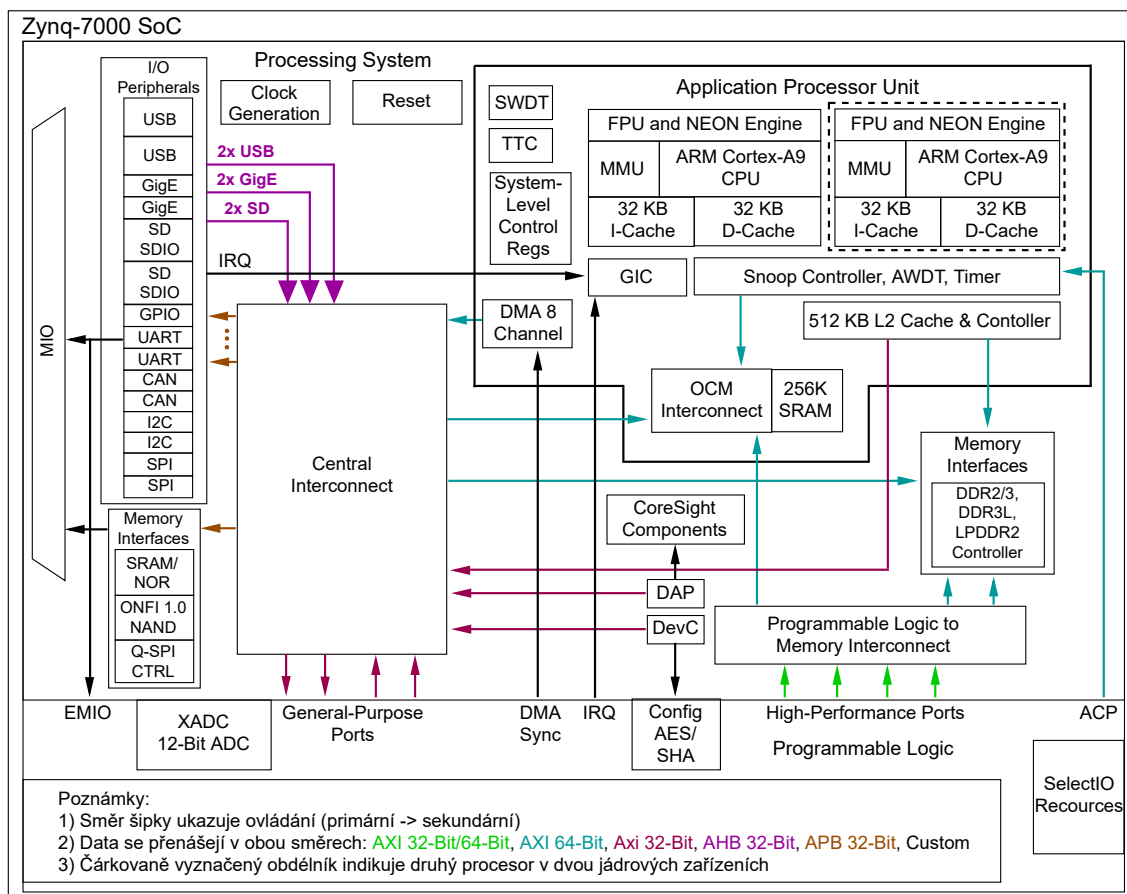 Zynq-7000 SoC
Processing System
I/O
Peripherals
USB
USB
GigE
GigE
SD
SDIO
SD
SDIO
GPIO
UART
UART
CAN
CAN
I2C
I2C
SPI
SPI
MIO
Clock
Generation
Reset
2x USB
2x GigE
2x SD
IRQ
SWDT
TTC
System-
Level
Control
Regs
Application Processor Unit
FPU and NEON Engine
MMU
ARM Cortex-A9
CPU
32 KB
I-Cache
32 KB
D-Cache
FPU and NEON Engine
MMU
ARM Cortex-A9
CPU
32 KB
I-Cache
32 KB
D-Cache
GIC
Snoop Controller, AWDT, Timer
DMA 8
Channel
512 KB L2 Cache & Contoller
OCM
Interconnect
256K
SRAM
Central
Interconnect
Memory
Interfaces
DDR2/3,
DDR3L,
LPDDR2
Controller
CoreSight
Components
DAP
DevC
Programmable Logic to
Memory Interconnect
Memory
Interfaces
SRAM/
NOR
ONFI 1.0
NAND
Q-SPI
CTRL
EMIO
XADC
12-Bit ADC
General-Purpose
Ports
DMA
Sync
IRQ
Config
AES/
SHA
High-Performance Ports
Programmable Logic
ACP
SelectIO
Recources
Poznámky:
1) Směr šipky ukazuje ovládání (primární -> sekundární)
2) Data se přenášejí v obou směrech: AXI 32-Bit/64-Bit, AXI 64-Bit, Axi 32-Bit, AHB 32-Bit, APB 32-Bit, Custom
3) Čárkovaně vyznačený obdélník indikuje druhý procesor v dvou jádrových zařízeních